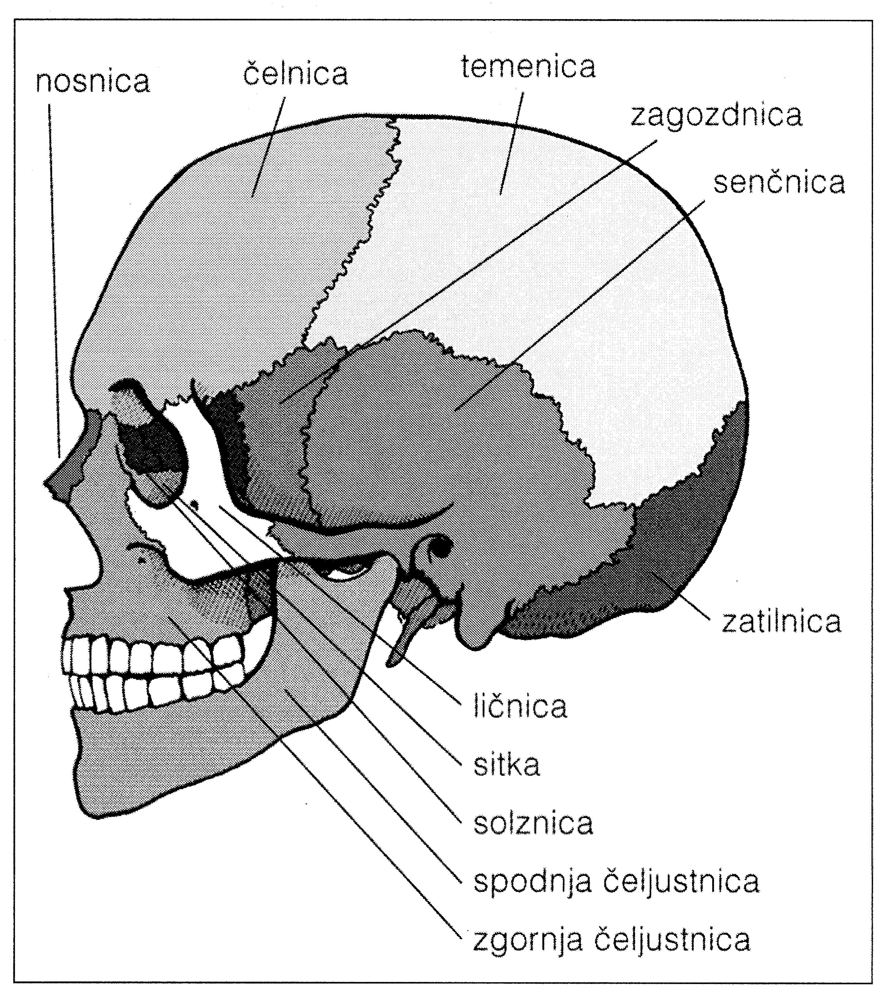 nosnica
čelnica
temenica
zagozdnica
senčnica
zatilnica
ličnica
sitka
solznica
spodnja čeljustnica
zgornja čeljustnica